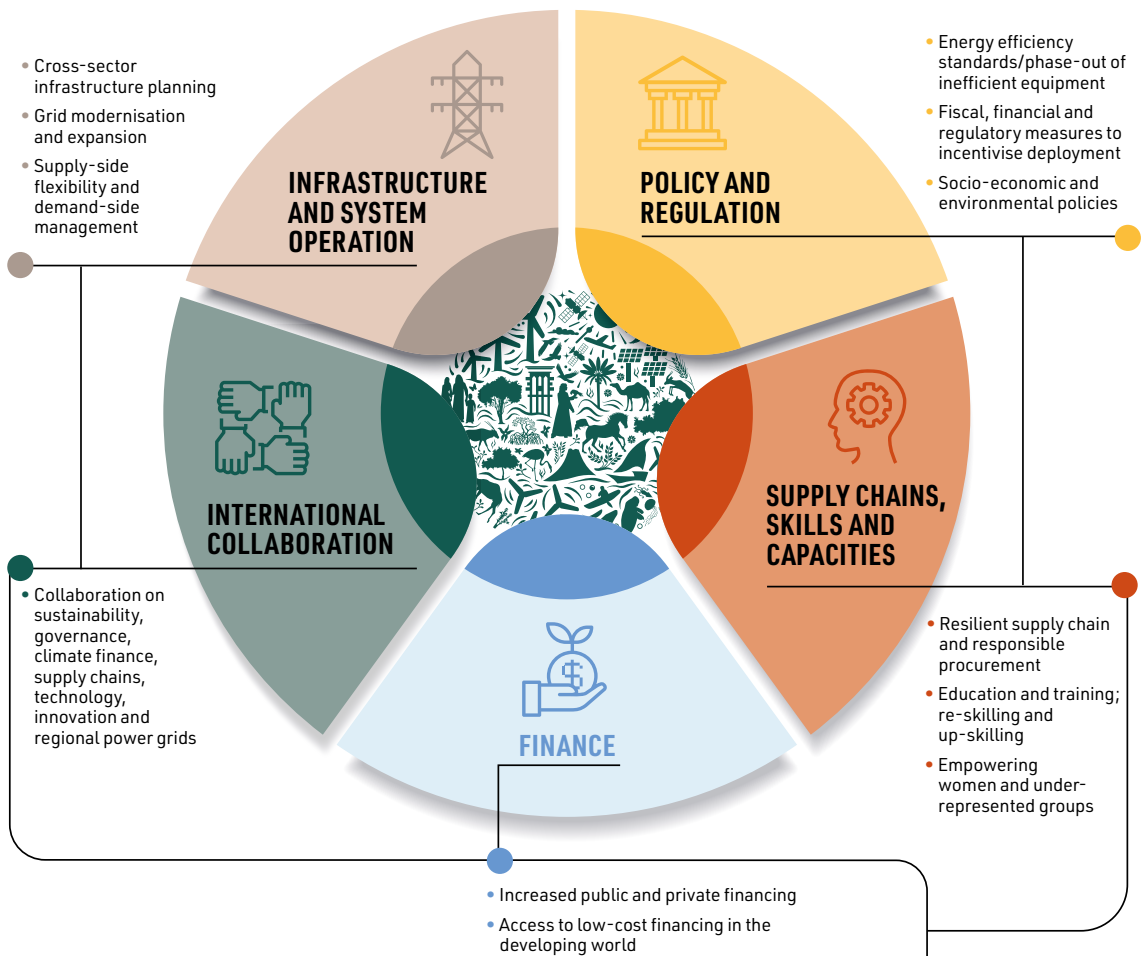 • Cross-sector
infrastructure planning
• Grid modernisation
and expansion
• Supply-side
flexibility and
demand-side
management
INFRASTRUCTURE
AND SYSTEM
OPERATION
POLICY AND
REGULATION
• Energy efficiency
standards/phase-out of
inefficient equipment
• Fiscal, financial and
regulatory measures to
incentivise deployment
• Socio-economic and
environmental policies
INTERNATIONAL
COLLABORATION
• Collaboration on
sustainability,
governance,
climate finance,
supply chains,
technology,
innovation and
regional power grids
SUPPLY CHAINS,
SKILLS AND
CAPACITIES
• Resilient supply chain
and responsible
procurement
• Education and training;
re-skilling and
up-skilling
• Empowering
women and under-
represented groups
$
FINANCE
• Increased public and private financing
• Access to low-cost financing in the
developing world